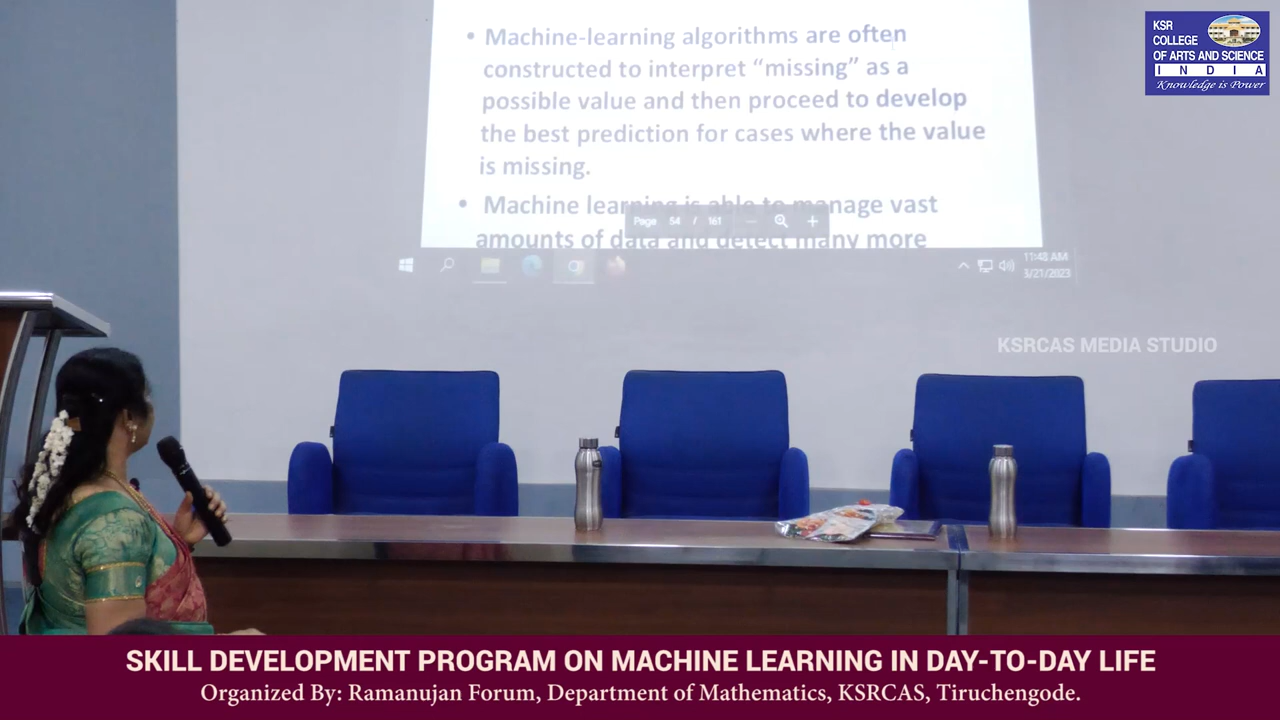 • Machine-learning algorithms are often
constructed to interpret “missing” as a
possible value and then proceed to develop
the best prediction for cases where the value
is missing.
• Machine learning is able to manage vast
amounts of data and detect many more
Page 54 / 161 — +
11:48 AM
3/21/2023
KSR
COLLEGE
OF ARTS AND SCIENCE
INDIA
Knowledge is Power
KSRCAS MEDIA STUDIO
SKILL DEVELOPMENT PROGRAM ON MACHINE LEARNING IN DAY-TO-DAY LIFE
Organized By: Ramanujan Forum, Department of Mathematics, KSRCAS, Tiruchengode.